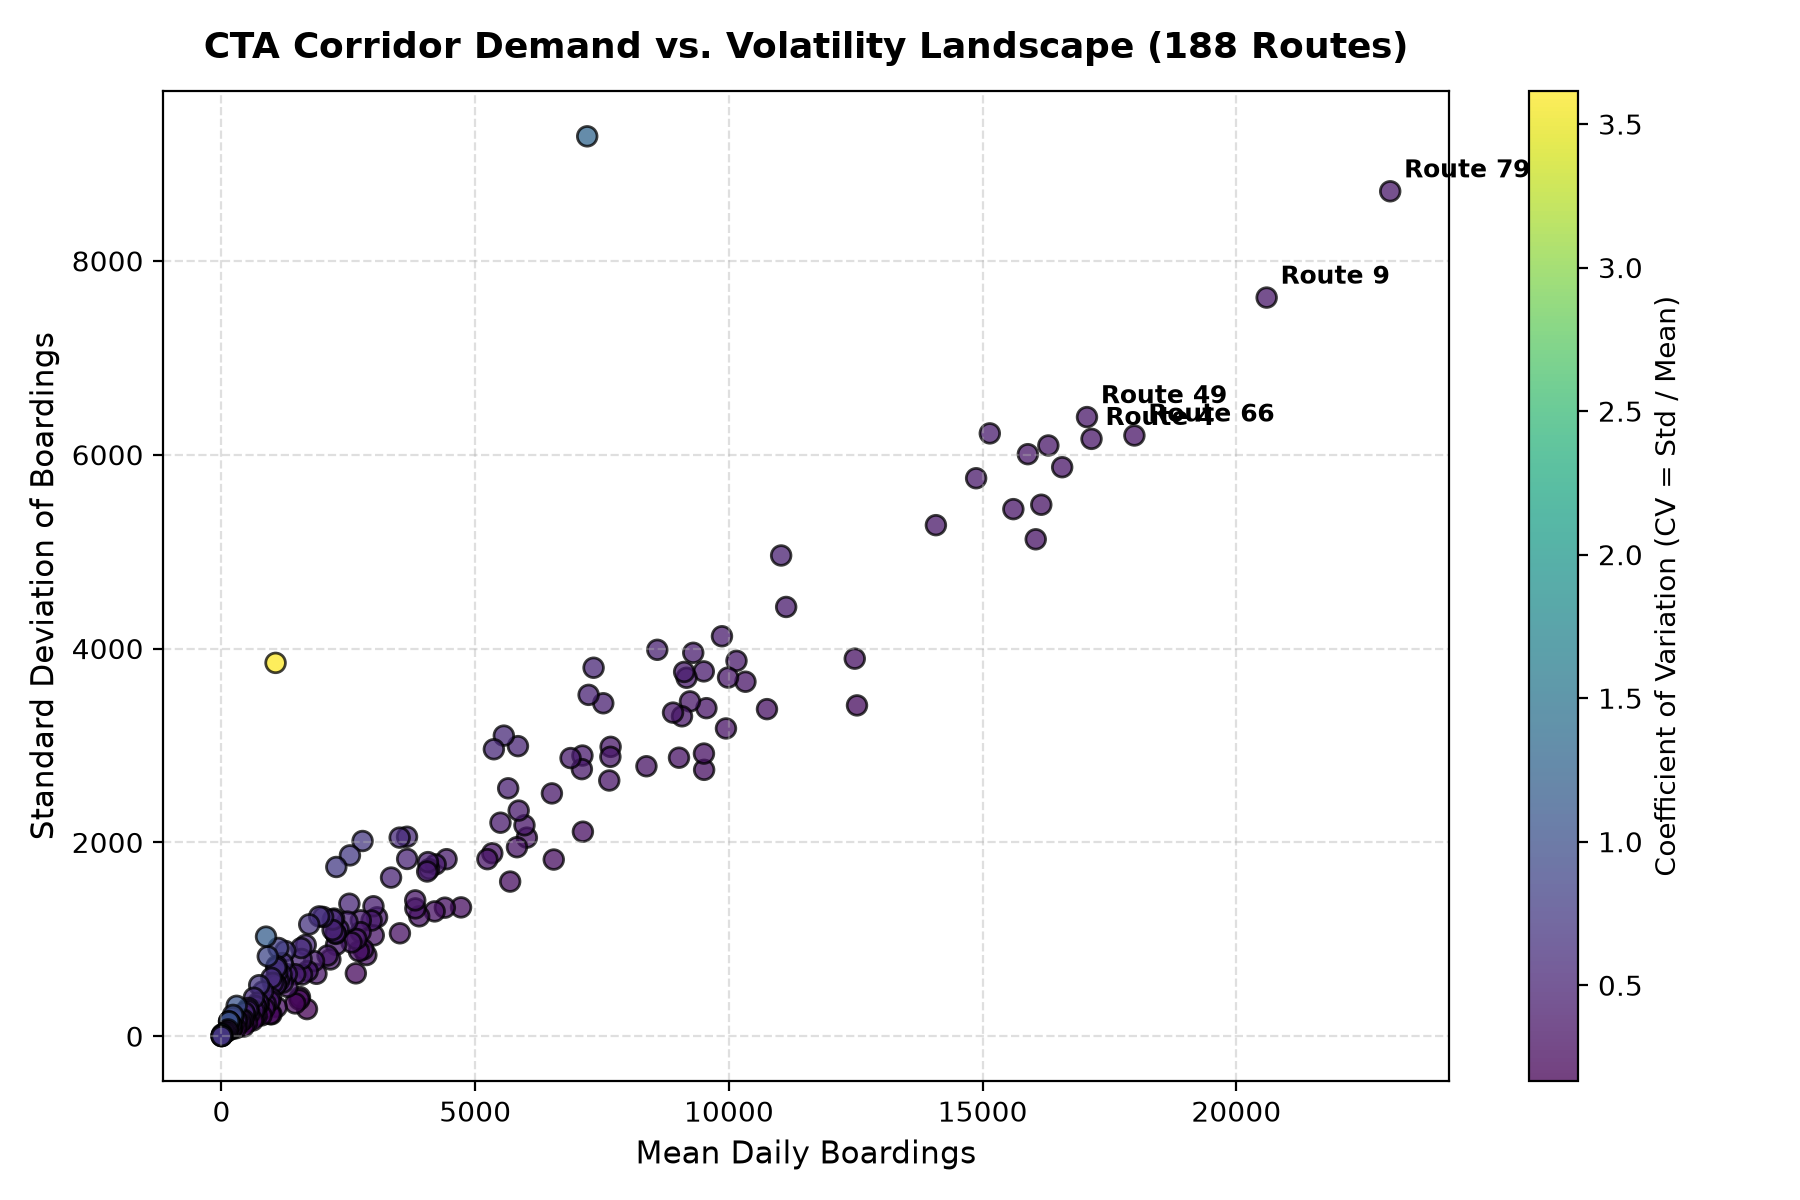 CTA Corridor Demand vs. Volatility Landscape (188 Routes)
Route 79
Route 9
Route 49
Route 4
Route 66
Standard Deviation of Boardings
8000
6000
4000
2000
0
0
5000
10000
15000
20000
Mean Daily Boardings
3.5
3.0
2.5
2.0
1.5
1.0
0.5
Coefficient of Variation (CV = Std / Mean)